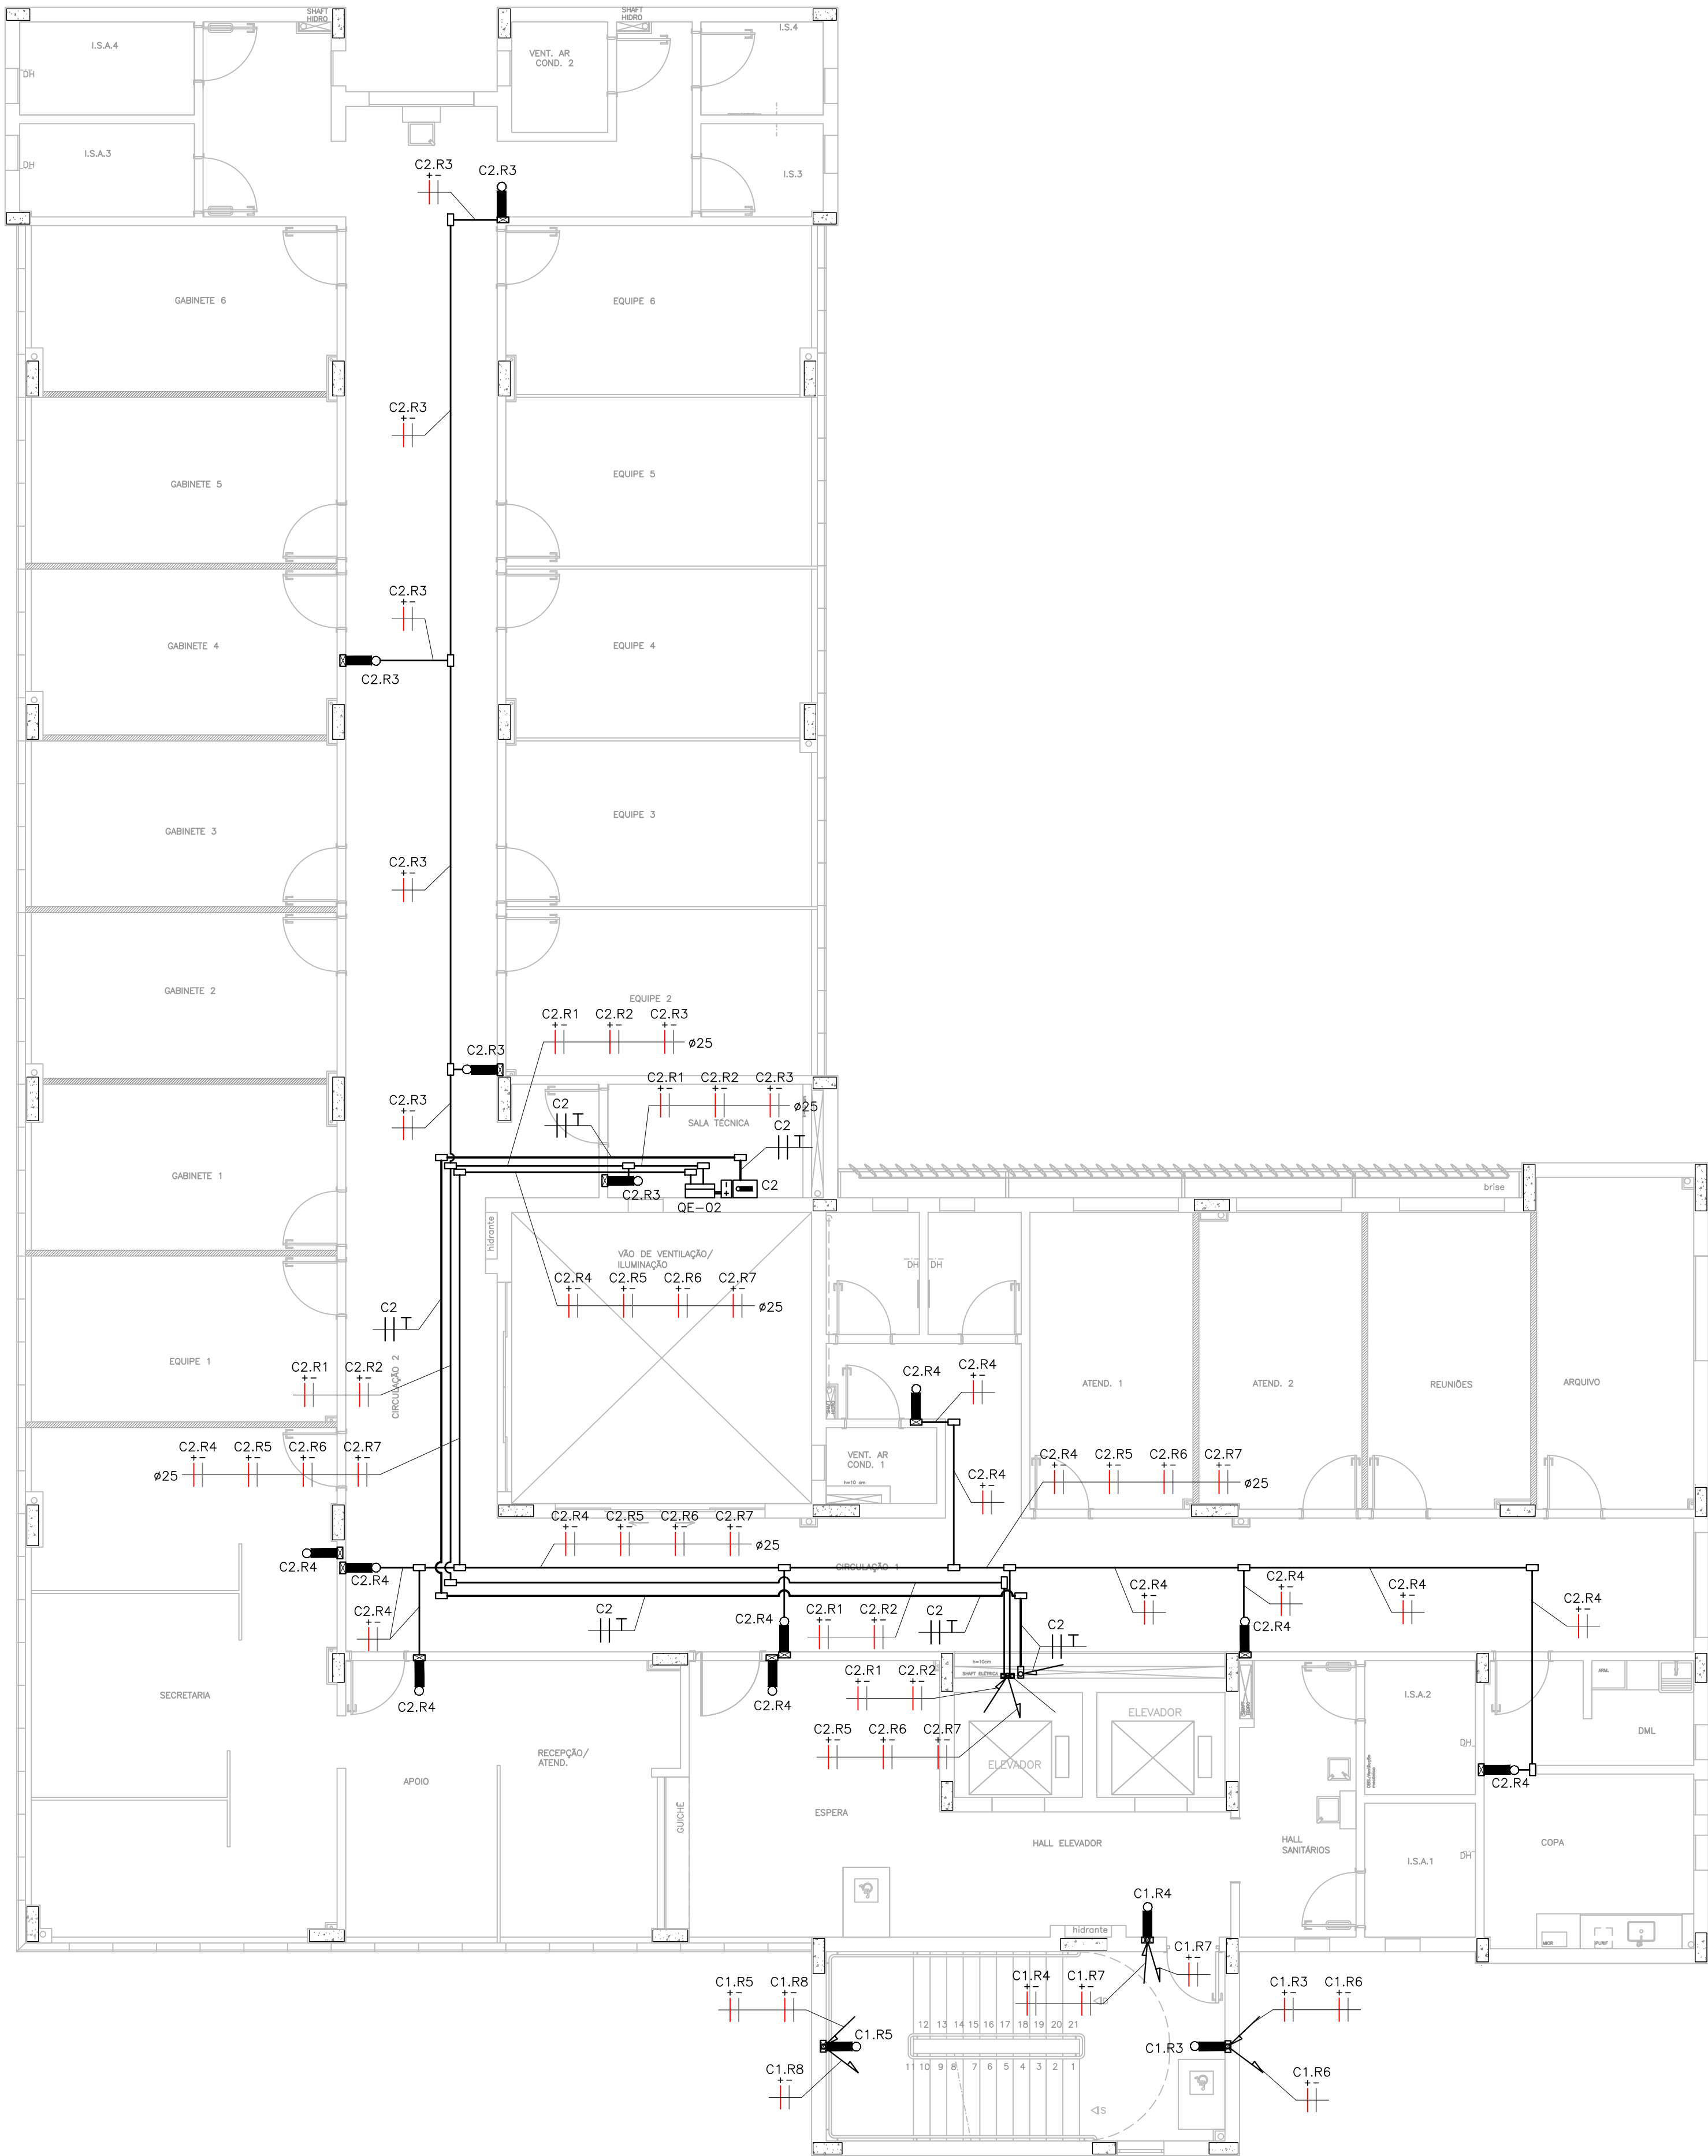 SHAFT
HIDRO
SHAFT
HIDRO
I.S.A.4
VENT. AR
COND. 2
I.S.4
DH
I.S.A.3
DH
C2.R3
+ -
C2.R3
I.S.3
GABINETE 6
EQUIPE 6
C2.R3
+ -
GABINETE 5
EQUIPE 5
C2.R3
+ -
GABINETE 4
EQUIPE 4
C2.R3
GABINETE 3
EQUIPE 3
C2.R3
+ -
GABINETE 2
EQUIPE 2
C2.R1 C2.R2 C2.R3
+ - + - + -
ø25
C2.R3
C2.R1 C2.R2 C2.R3
+ - + - + -
ø25
C2.R3
+ -
C2
T
SALA TÉCNICA
C2
T
GABINETE 1
C2.R3
C2
QE-02
brise
hidrante
VÃO DE VENTILAÇÃO/
ILUMINAÇÃO
DH DH
C2.R4 C2.R5 C2.R6 C2.R7
+ - + - + - + -
ø25
C2
T
EQUIPE 1
C2.R1 C2.R2
+ - + -
CIRCULAÇÃO 2
C2.R4
C2.R4
+ -
ATEND. 1
ATEND. 2
REUNIÕES
ARQUIVO
C2.R4 C2.R5 C2.R6 C2.R7
+ - + - + - + -
ø25
VENT. AR
COND. 1
h=10 cm
C2.R4
+ -
C2.R4 C2.R5 C2.R6 C2.R7
+ - + - + - + -
ø25
C2.R4 C2.R5 C2.R6 C2.R7
+ - + - + - + -
ø25
CIRCULAÇÃO 1
C2.R4
C2.R4
C2.R4
+ -
C2
T
C2.R4
C2.R1 C2.R2
+ - + -
C2
T
C2
T
C2.R4
+ -
C2.R4
+ -
C2.R4
C2.R4
+ -
C2.R4
+ -
h=10cm
SHAFT ELÉTRICA
C2.R1 C2.R2
+ - + -
SECRETARIA
C2.R4
C2.R4
I.S.A.2
ARM.
ELEVADOR
ELEVADOR
C2.R5 C2.R6 C2.R7
+ - + - + -
DH
DML
RECEPÇÃO/
ATEND.
APOIO
C2.R4
GUICHÊ
ESPERA
HALL ELEVADOR
HALL
SANITÁRIOS
COPA
I.S.A.1
DH
C1.R4
hidrante
MICR
PURIF
C1.R7
+ -
C1.R5 C1.R8
+ - + -
C1.R4 C1.R7
+ - + -
C1.R3 C1.R6
+ - + -
12 13 14 15 16 17 18 19 20 21
C1.R5
C1.R3
11 10 9 8 7 6 5 4 3 2 1
C1.R8
+ -
C1.R6
+ -
S